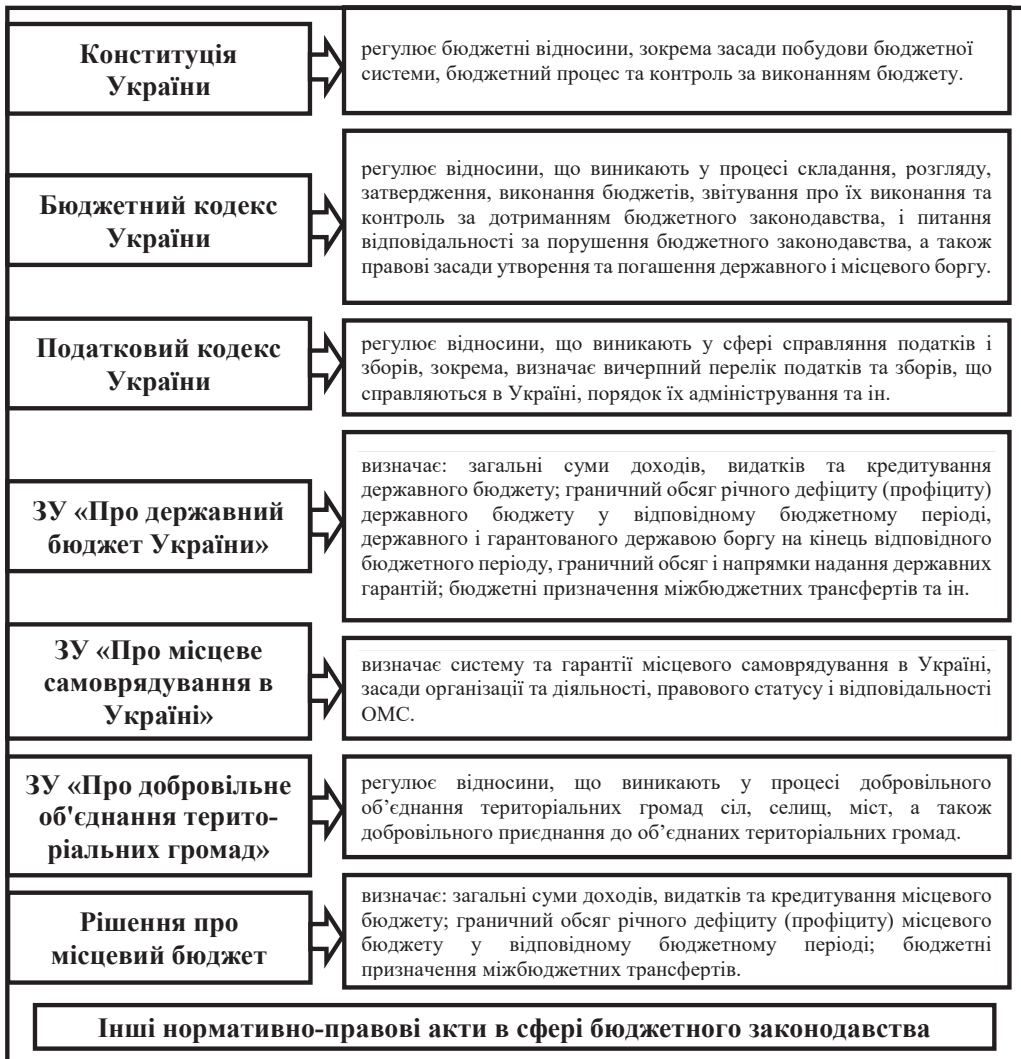 Конституція
України
регулює бюджетні відносини, зокрема засади побудови бюджетної
системи, бюджетний процес та контроль за виконанням бюджету.
Бюджетний кодекс
України
регулює відносини, що виникають у процесі складання, розгляду,
затвердження, виконання бюджетів, звітування про їх виконання та
контроль за дотриманням бюджетного законодавства, і питання
відповідальності за порушення бюджетного законодавства, а також
правові засади утворення та погашення державного і місцевого боргу.
Податковий кодекс
України
регулює відносини, що виникають у сфері справляння податків і
зборів, зокрема, визначає вичерпний перелік податків та зборів, що
справляються в Україні, порядок їх адміністрування та ін.
ЗУ «Про державний
бюджет України»
визначає: загальні суми доходів, видатків та кредитування
державного бюджету; граничний обсяг річного дефіциту (профіциту)
державного бюджету у відповідному бюджетному періоді,
державного і гарантованого державою боргу на кінець відповідного
бюджетного періоду, граничний обсяг і напрямки надання державних
гарантій; бюджетні призначення міжбюджетних трансфертів та ін.
ЗУ «Про місцеве
самоврядування в
Україні»
визначає систему та гарантії місцевого самоврядування в Україні,
засади організації та діяльності, правового статусу і відповідальності
ОМС.
ЗУ «Про добровільне
об'єднання терито-
ріальних громад»
регулює відносини, що виникають у процесі добровільного
об’єднання територіальних громад сіл, селищ, міст, а також
добровільного приєднання до об’єднаних територіальних громад.
Рішення про
місцевий бюджет
визначає: загальні суми доходів, видатків та кредитування місцевого
бюджету; граничний обсяг річного дефіциту (профіциту) місцевого
бюджету у відповідному бюджетному періоді; бюджетні
призначення міжбюджетних трансфертів.
Інші нормативно-правові акти в сфері бюджетного законодавства